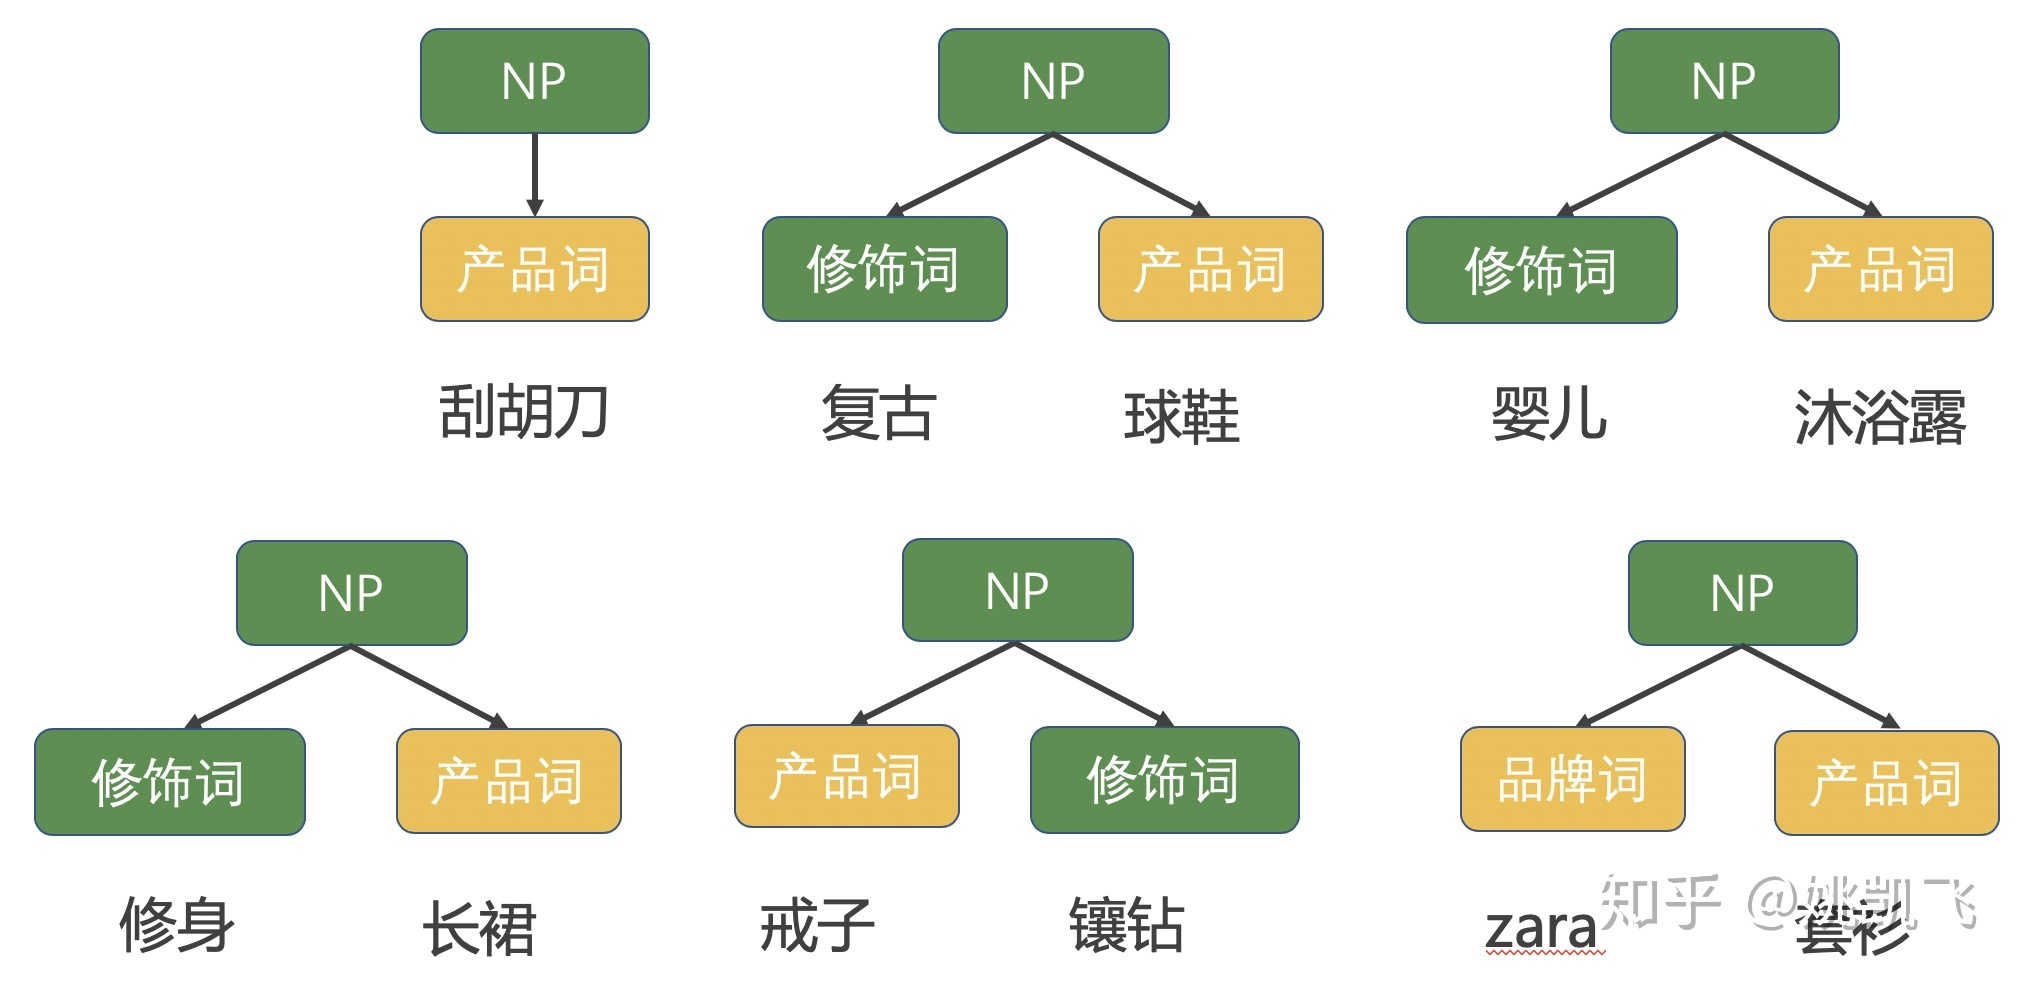 NP NP NP
产品词 修饰词 产品词 修饰词 产品词
刮胡刀 复古 球鞋 婴儿 沐浴露
NP NP NP
修饰词 产品词 产品词 修饰词 品牌词 产品词
修身 长裙 戒子 镶钻 zara 套衫
知乎 @姚凯飞